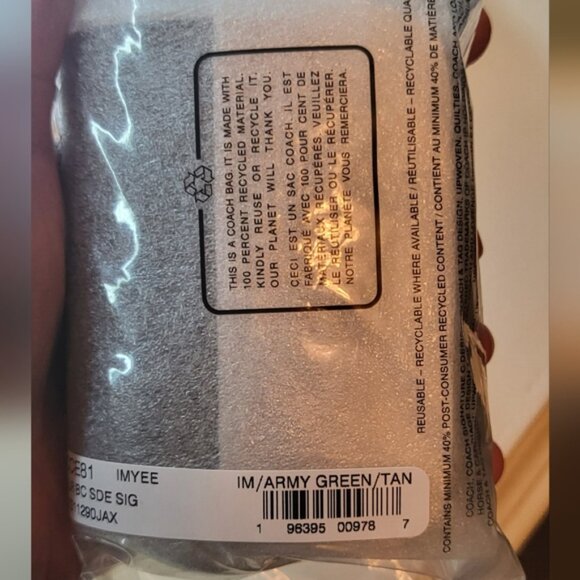 THIS IS A COACH BAG. IT IS MADE WITH
100 PERCENT RECYCLED MATERIAL.
KINDLY REUSE OR RECYCLE IT.
OUR PLANET WILL THANK YOU.
CECI EST UN SAC COACH. IL EST
FABRIQUÉ AVEC 100 POUR CENT DE
MATÉRIAUX RÉCUPÉRÉS. VEUILLEZ
LE RÉUTILISER OU LE RÉCUPÉRER.
NOTRE PLANÈTE VOUS REMERCIERA.
REUSABLE – RECYCLABLE WHERE AVAILABLE / RÉUTILISABLE – RECYCLABLE
CONTAINS MINIMUM 40% POST-CONSUMER RECYCLED CONTENT / CONTIENT AU MINIMUM 40% DE
IMYEE
BC SDE SIG
1290JAX
IM/ARMY GREEN/TAN
1 96395 00978 7